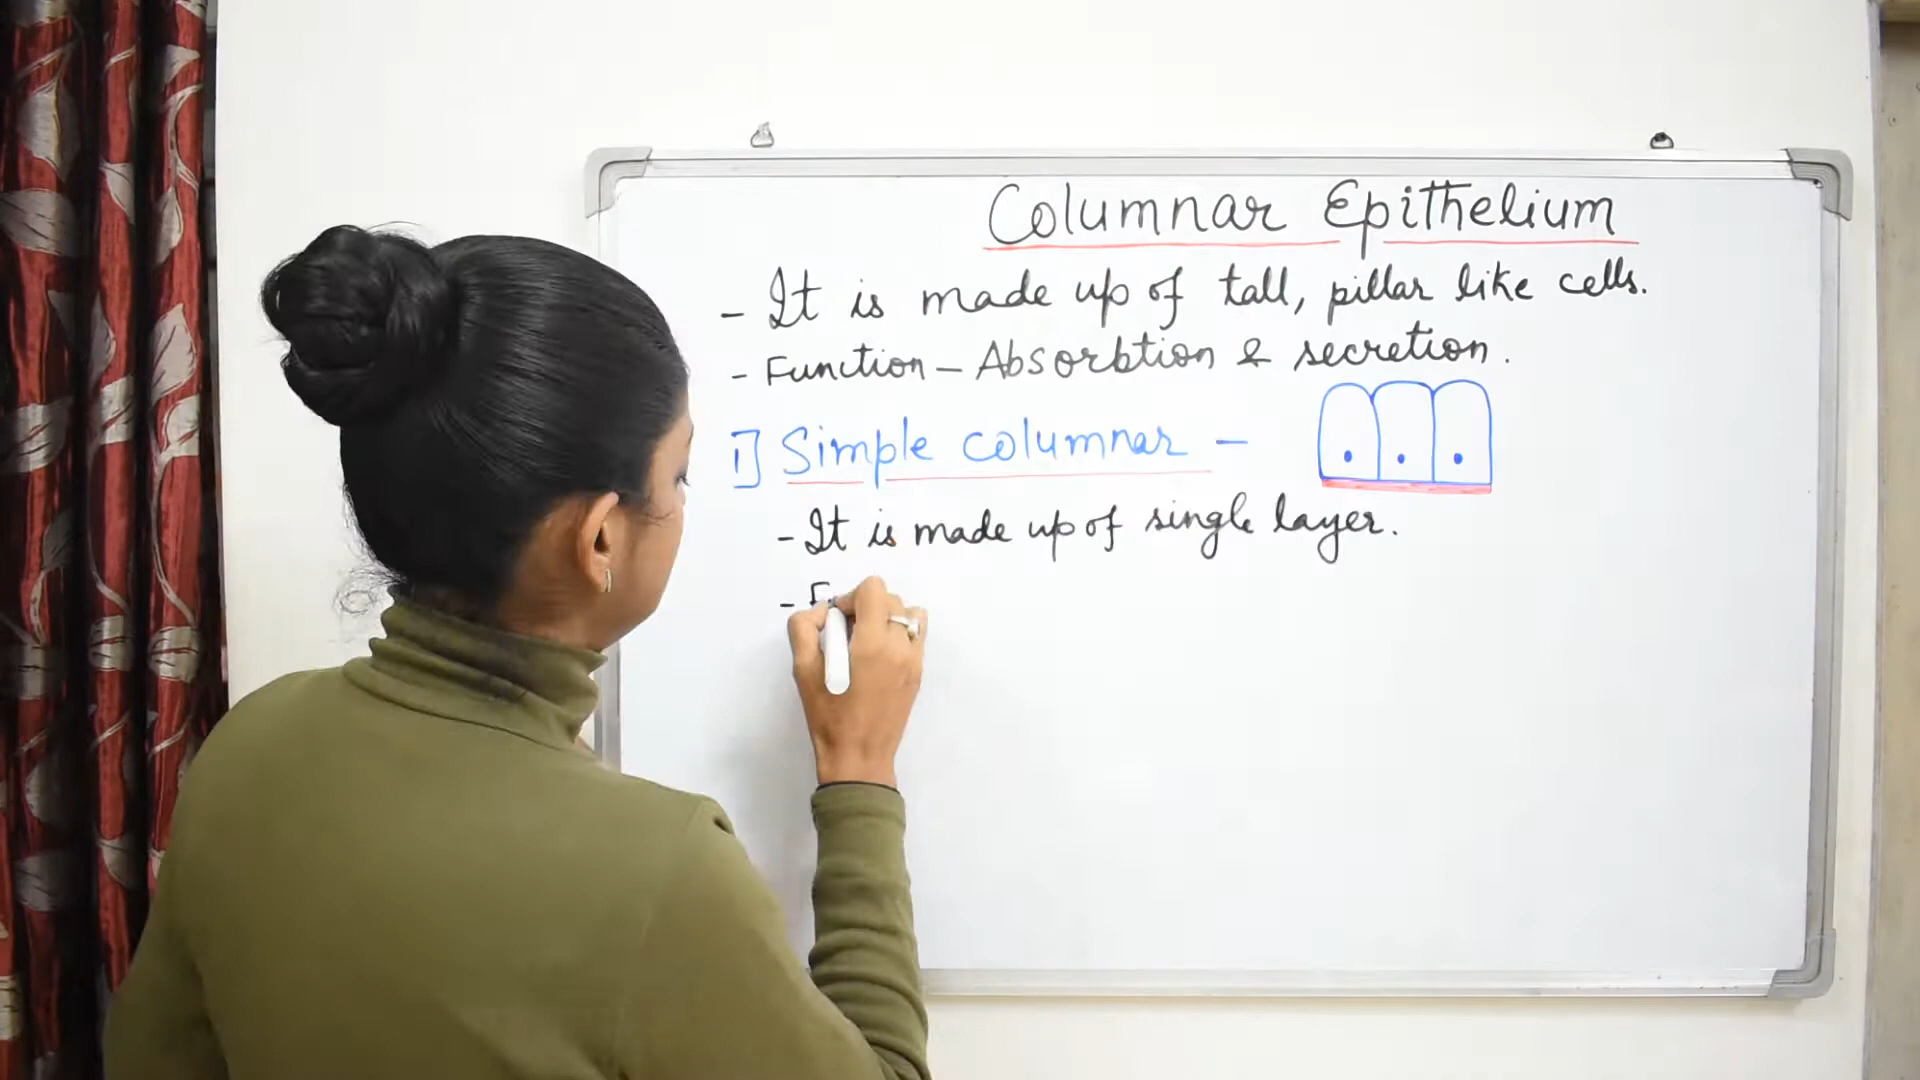 Columnar Epithelium
- It is made up of tall, pillar like cells.
- Function - Absorbtion & secretion.
1] Simple columnar -
- It is made up of single layer.
- F